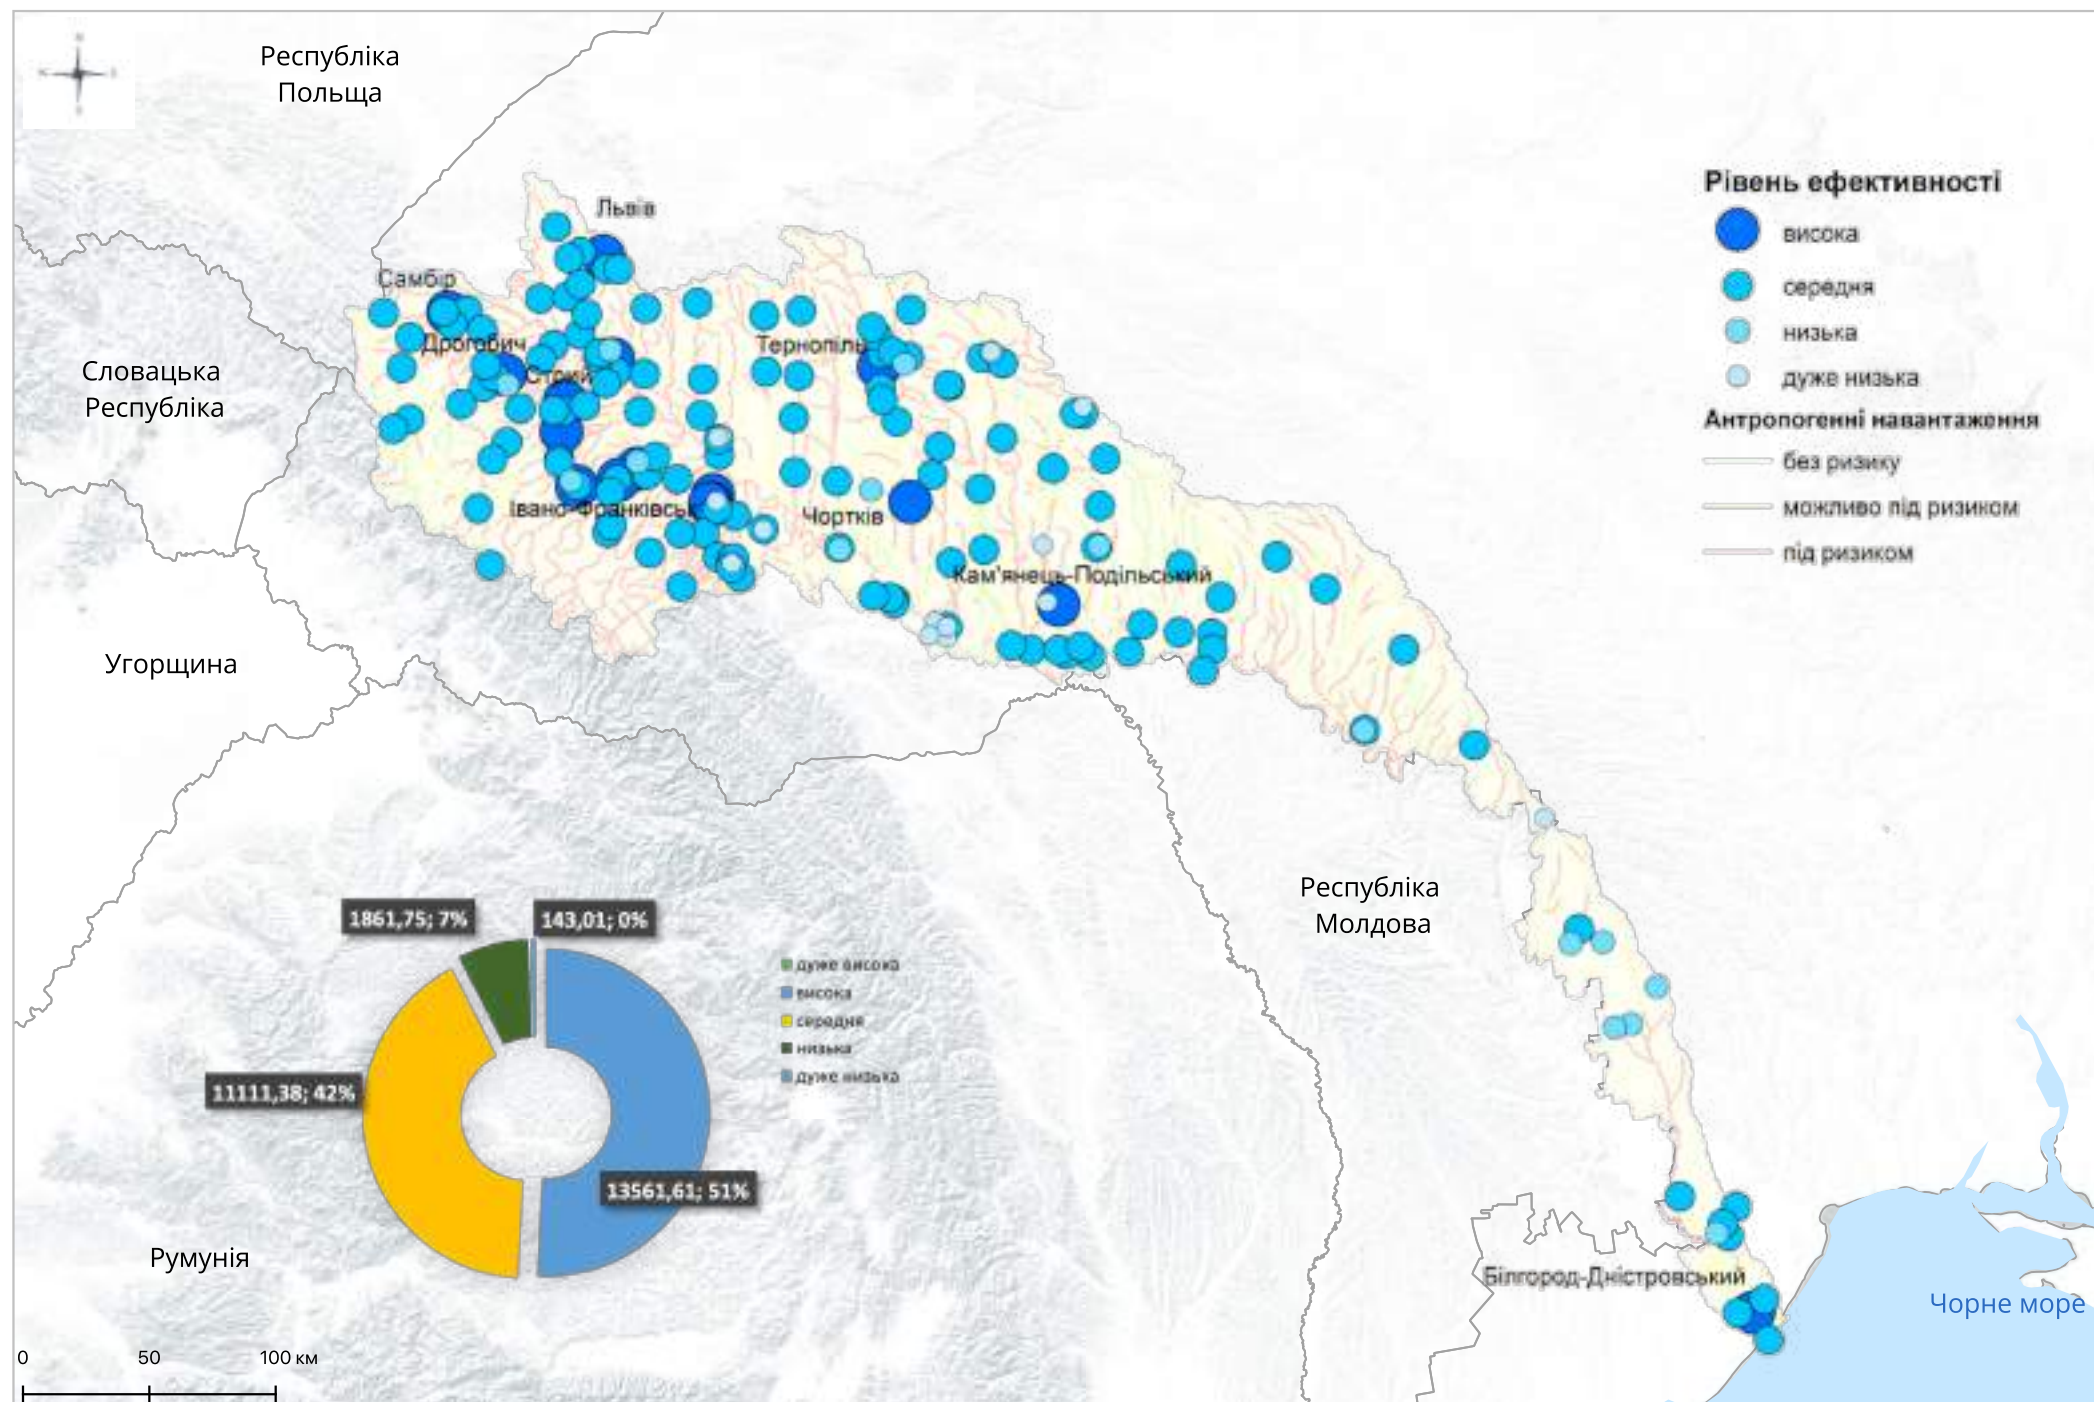 Республіка
Польща
Львів
Самбір
Дрогобич
Стрий
Тернопіль
Словацька
Республіка
Івано-Франківськ
Чортків
Кам'янець-Подільський
Угорщина
Рівень ефективності
висока
середня
низька
дуже низька
Антропогенні навантаження
без ризику
можливо під ризиком
під ризиком
Республіка
Молдова
1861,75; 7%
143,01; 0%
11111,38; 42%
13561,61; 51%
дуже висока
висока
середня
низька
дуже низька
Румунія
Білгород-Дністровський
Чорне море
0 50 100 км